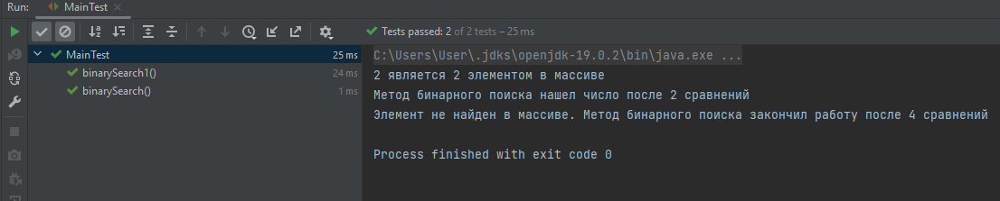 Run: MainTest
Tests passed: 2 of 2 tests – 25 ms
MainTest 25 ms
binarySearch1() 24 ms
binarySearch() 1 ms
C:\Users\User\.jdks\openjdk-19.0.2\bin\java.exe ...
2 является 2 элементом в массиве
Метод бинарного поиска нашел число после 2 сравнений
Элемент не найден в массиве. Метод бинарного поиска закончил работу после 4 сравнений
Process finished with exit code 0